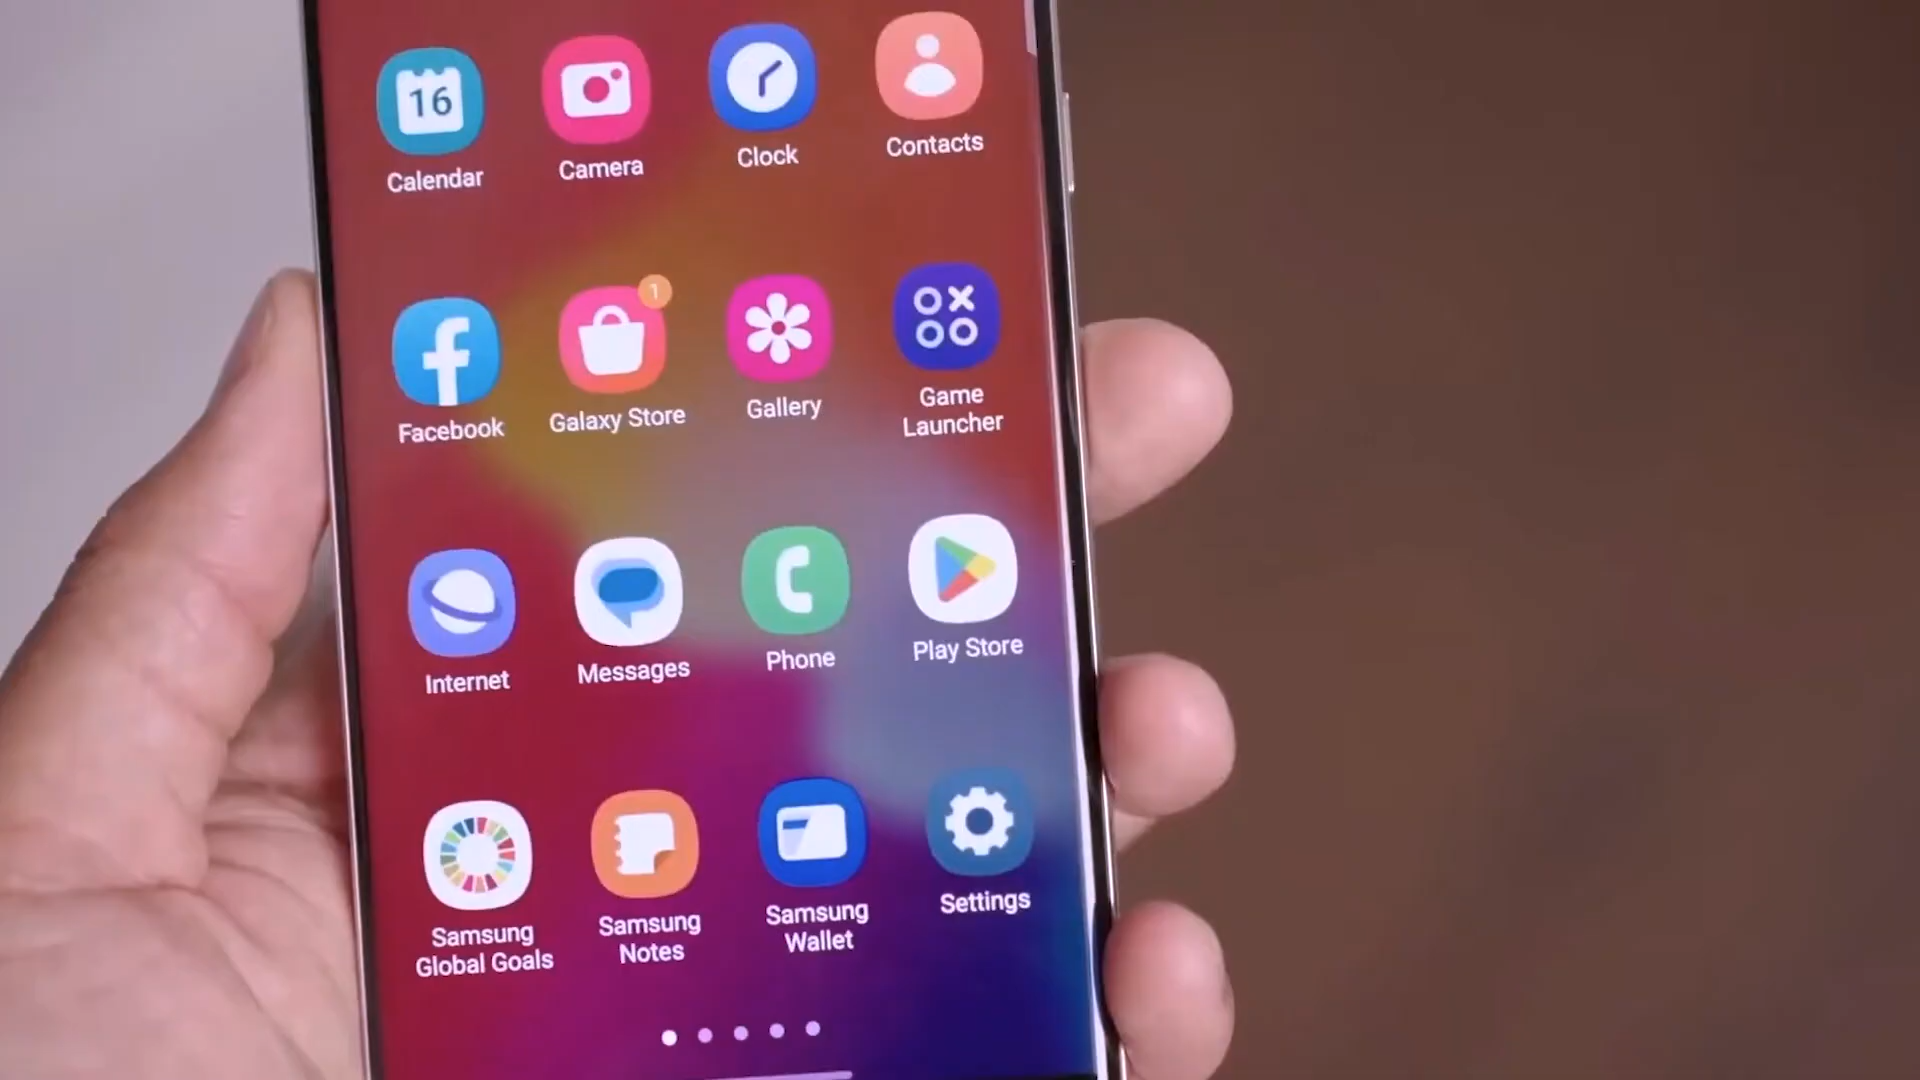 16
Calendar
Camera
Clock
Contacts
1
Facebook
Galaxy Store
Gallery
Game
Launcher
Internet
Messages
Phone
Play Store
Samsung
Global Goals
Samsung
Notes
Samsung
Wallet
Settings